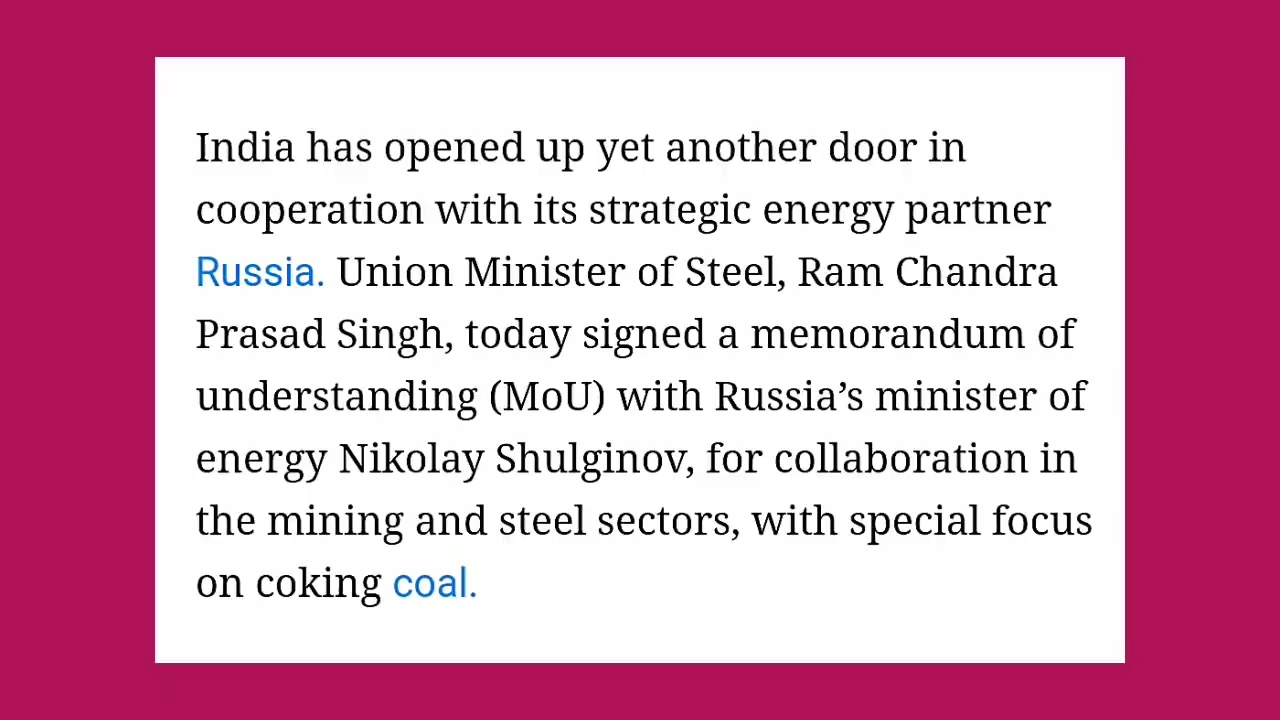 India has opened up yet another door in
cooperation with its strategic energy partner
Russia. Union Minister of Steel, Ram Chandra
Prasad Singh, today signed a memorandum of
understanding (MoU) with Russia’s minister of
energy Nikolay Shulginov, for collaboration in
the mining and steel sectors, with special focus
on coking coal.